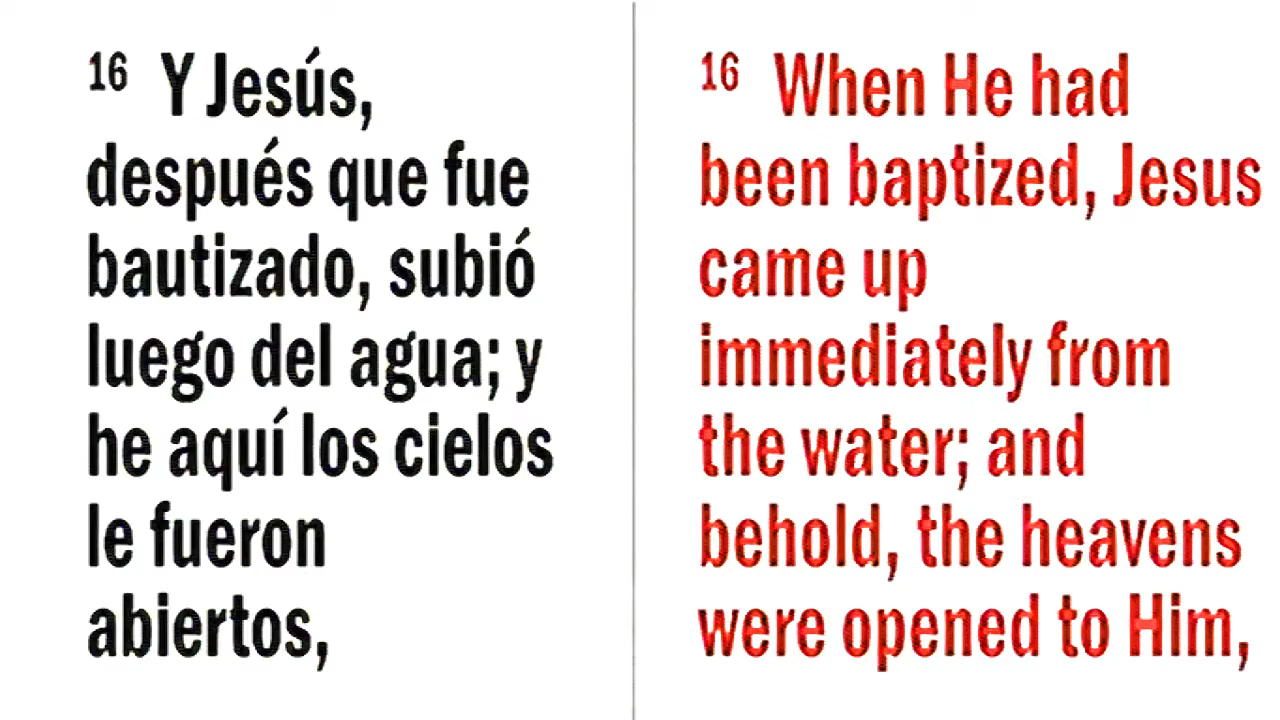 16 Y Jesús,
después que fue
bautizado, subió
luego del agua; y
he aquí los cielos
le fueron
abiertos,
16 When He had
been baptized, Jesus
came up
immediately from
the water; and
behold, the heavens
were opened to Him,